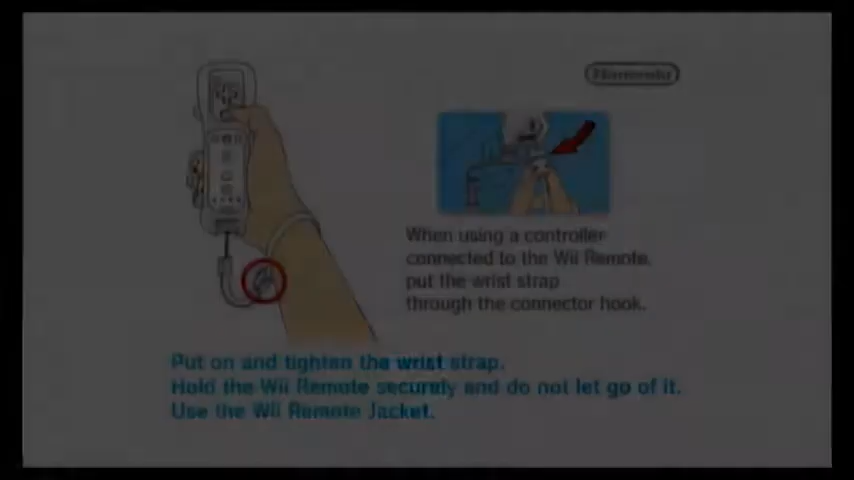 Nintendo
When using a controller
connected to the Wii Remote,
put the wrist strap
through the connector hook.
Put on and tighten the wrist strap.
Hold the Wii Remote securely and do not let go of it.
Use the Wii Remote Jacket.